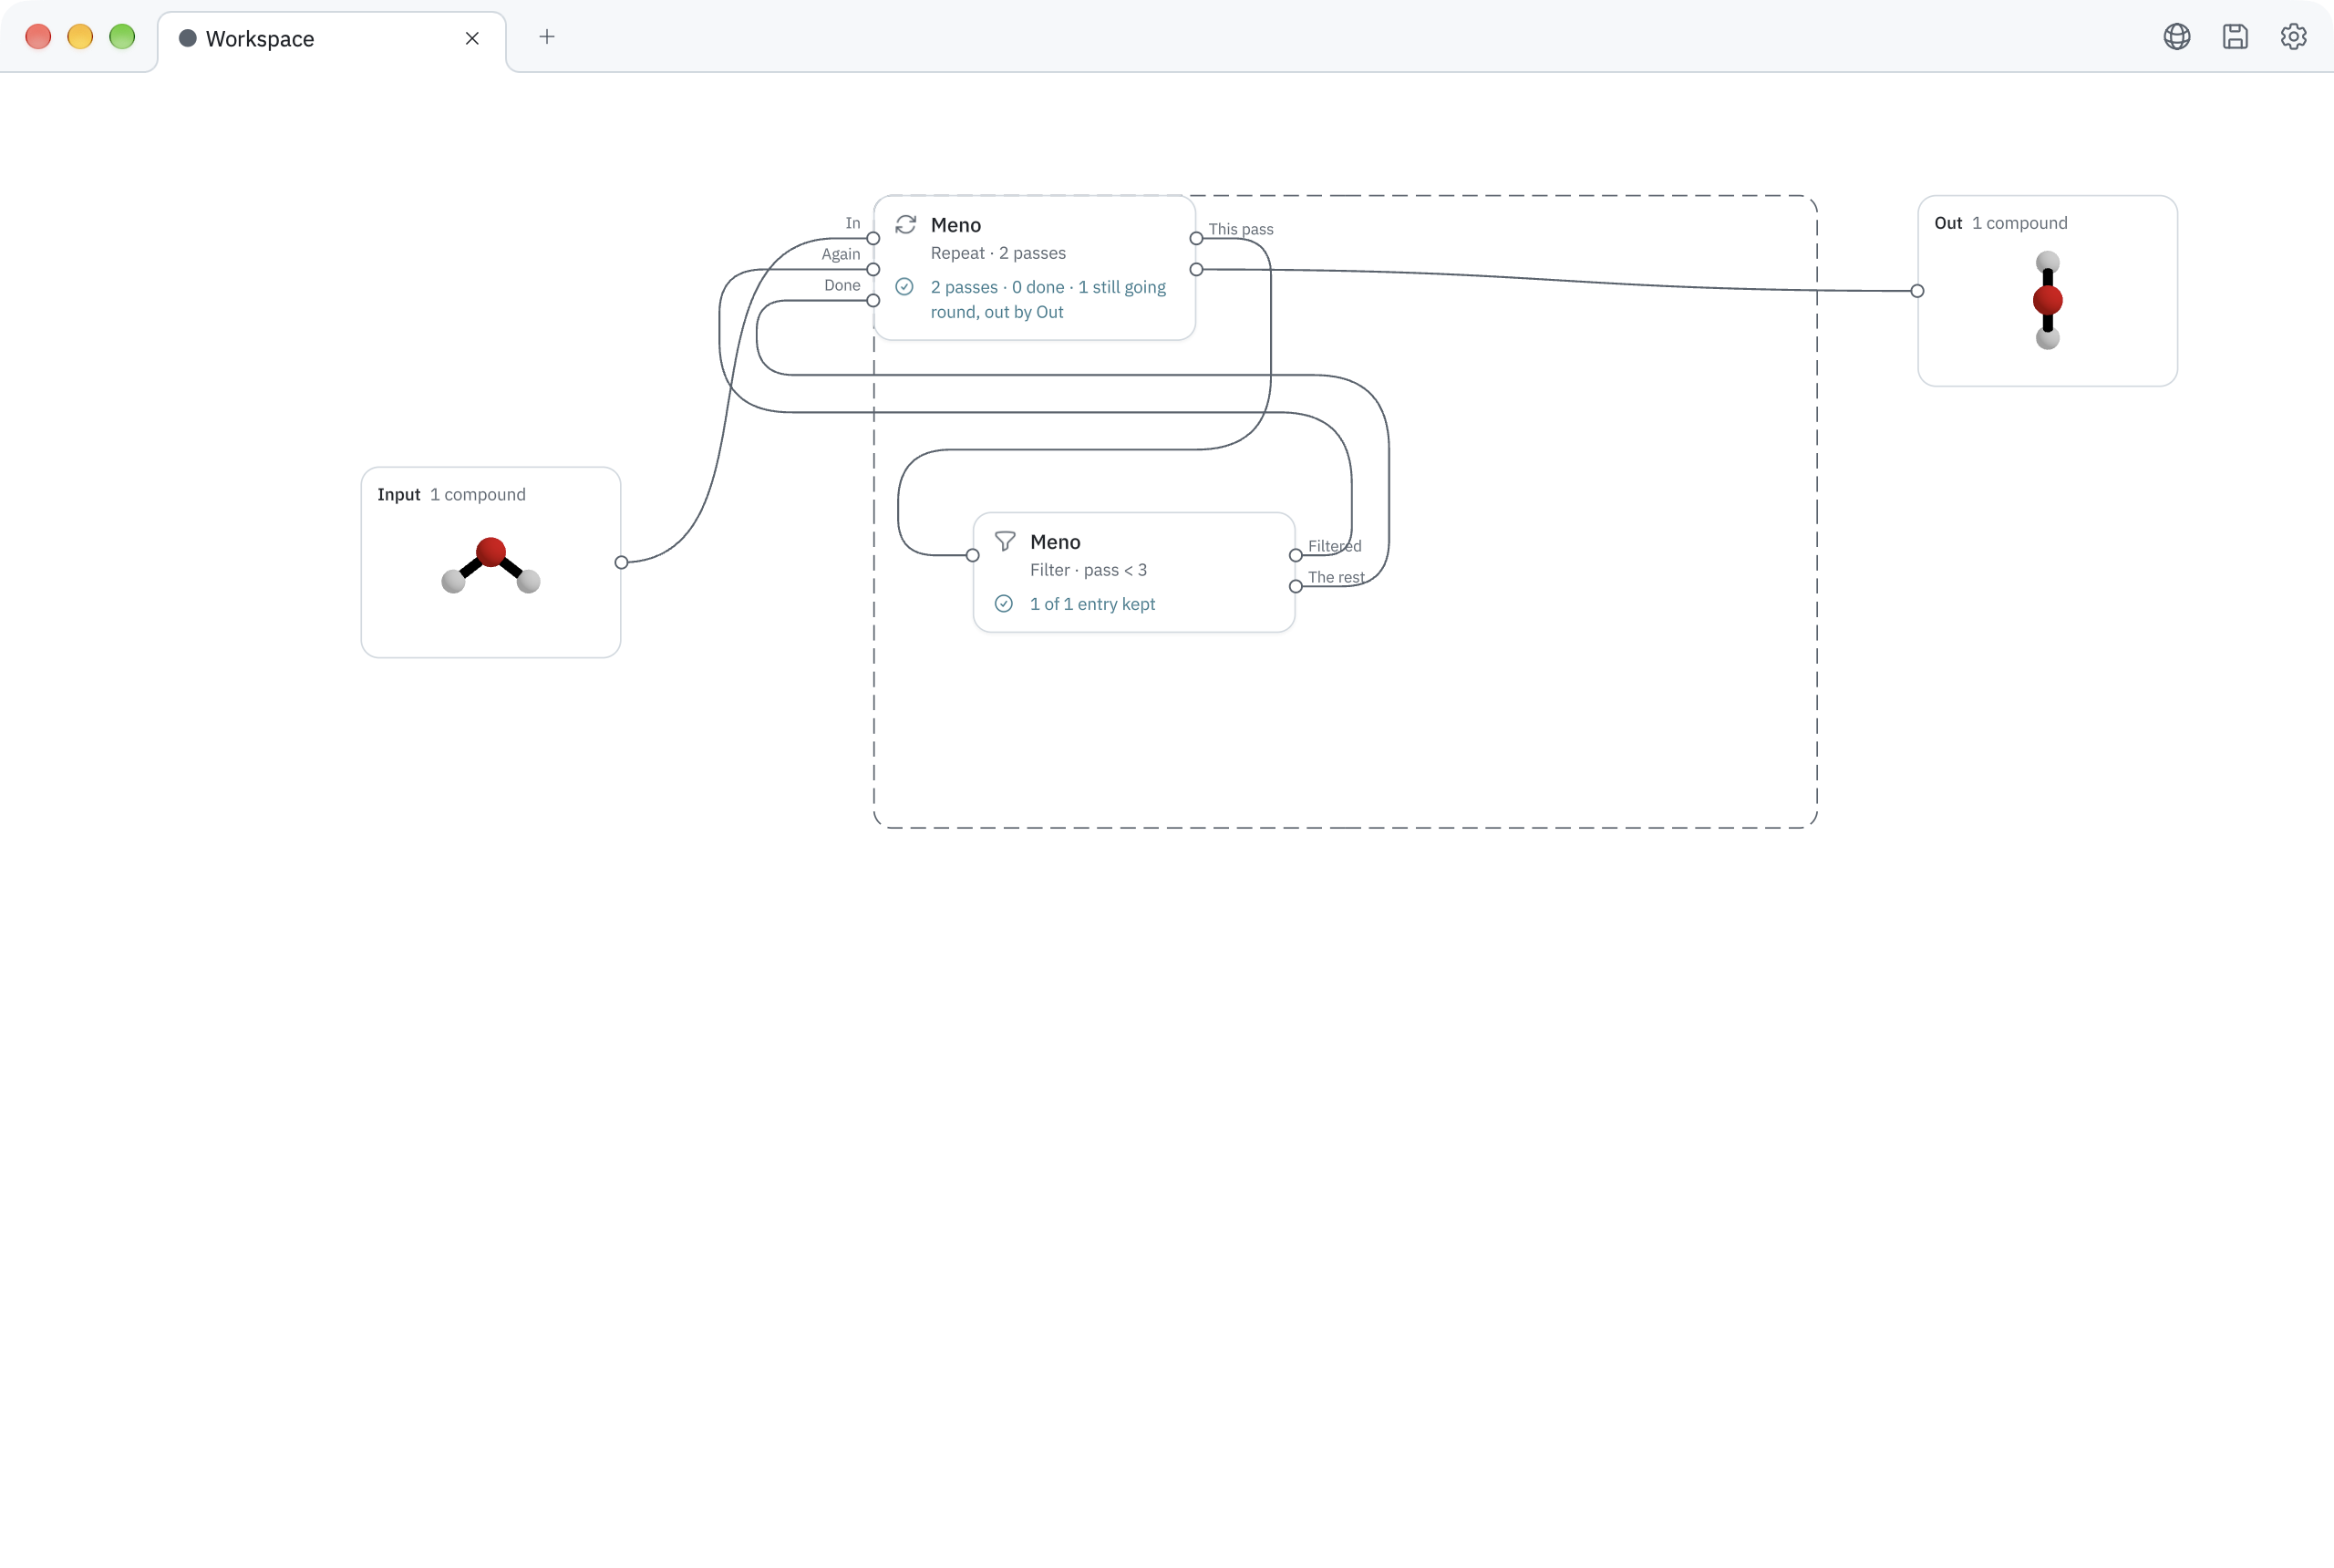 Workspace
In
Again
Done
Meno
Repeat · 2 passes
2 passes · 0 done · 1 still going
round, out by Out
This pass
Out 1 compound
Input 1 compound
Meno
Filter · pass < 3
1 of 1 entry kept
Filtered
The rest